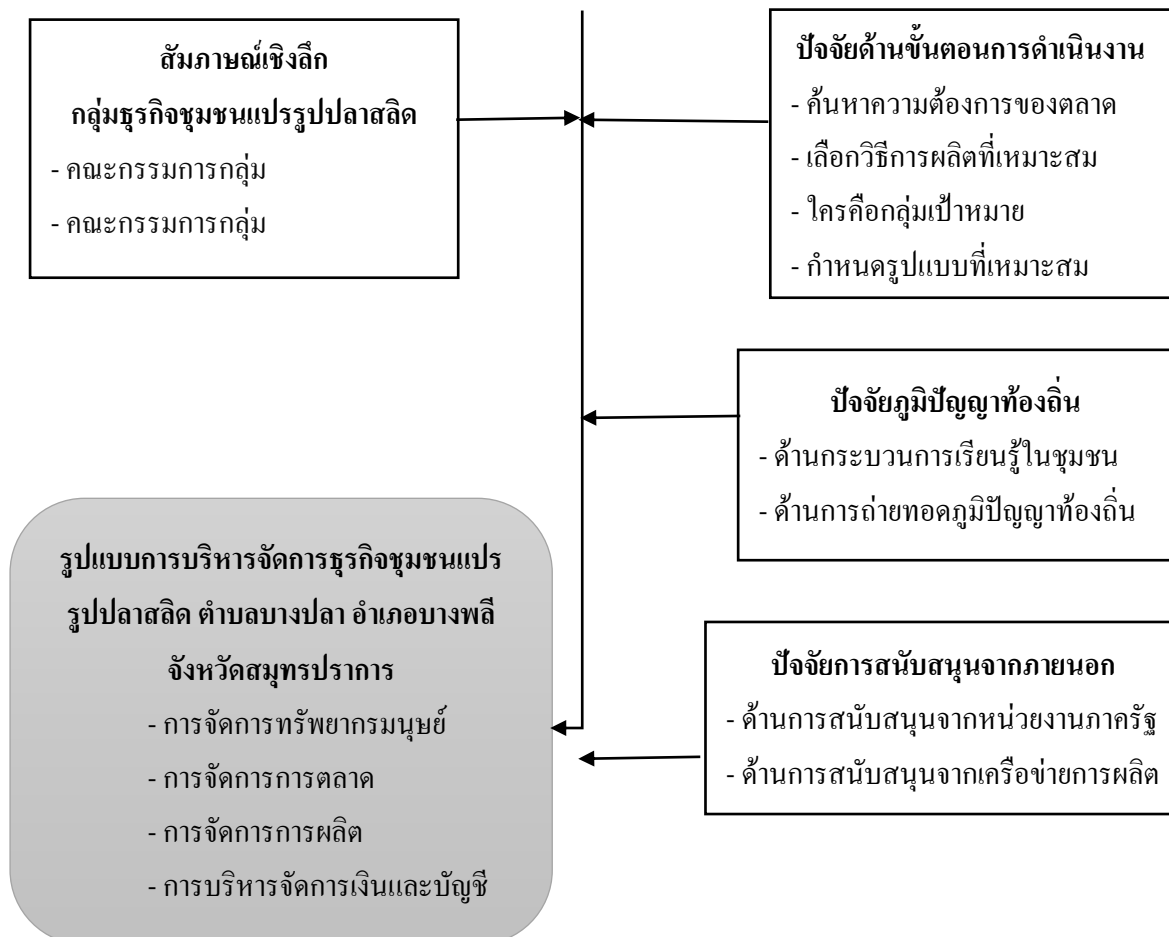 สัมภาษณ์เชิงลึก
กลุ่มธุรกิจชุมชนแปรรูปปลาสลิด
- คณะกรรมการกลุ่ม
- คณะกรรมการกลุ่ม
ปัจจัยด้านขั้นตอนการดำเนินงาน
- ค้นหาความต้องการของตลาด
- เลือกวิธีการผลิตที่เหมาะสม
- ใครคือกลุ่มเป้าหมาย
- กำหนดรูปแบบที่เหมาะสม
ปัจจัยภูมิปัญญาท้องถิ่น
- ด้านกระบวนการเรียนรู้ในชุมชน
- ด้านการถ่ายทอดภูมิปัญญาท้องถิ่น
รูปแบบการบริหารจัดการธุรกิจชุมชนแปร
รูปปลาสลิด ตำบลบางปลา อำเภอบางพลี
จังหวัดสมุทรปราการ
- การจัดการทรัพยากรมนุษย์
- การจัดการการตลาด
- การจัดการการผลิต
- การบริหารจัดการเงินและบัญชี
ปัจจัยการสนับสนุนจากภายนอก
- ด้านการสนับสนุนจากหน่วยงานภาครัฐ
- ด้านการสนับสนุนจากเครือข่ายการผลิต